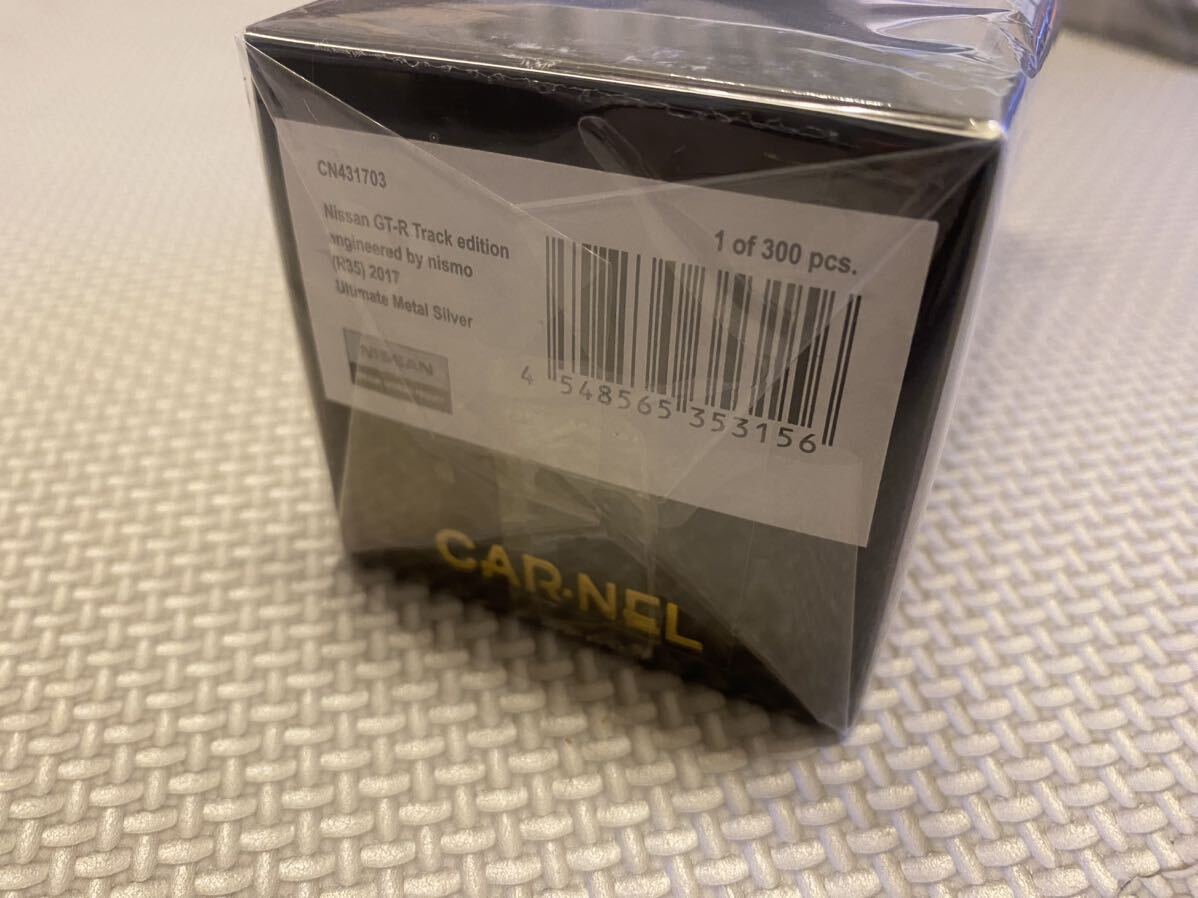 CN431703
Nissan GT-R Track edition
engineered by nismo
(R35) 2017
Ultimate Metal Silver
1 of 300 pcs.
NISSAN
4 548565 353156
CAR·NEL